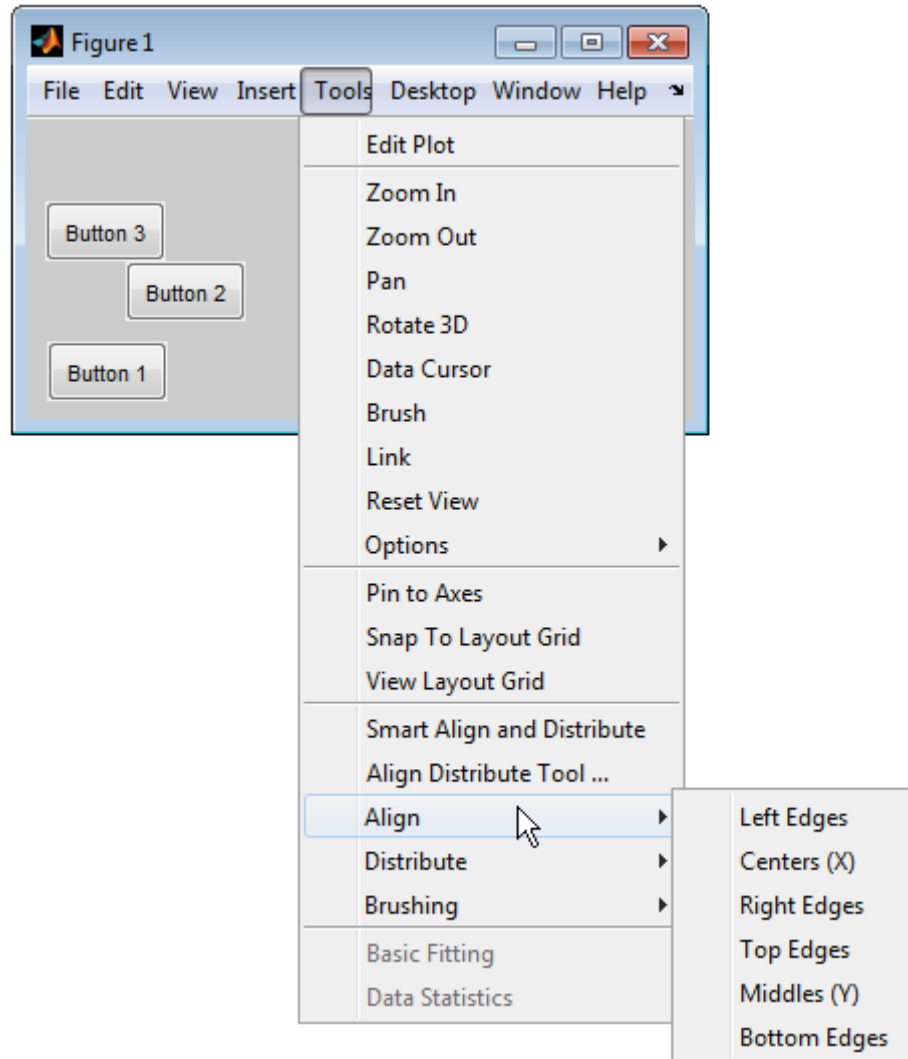 Figure 1
File Edit View Insert Tools Desktop Window Help
Button 3
Button 2
Button 1
Edit Plot
Zoom In
Zoom Out
Pan
Rotate 3D
Data Cursor
Brush
Link
Reset View
Options
Pin to Axes
Snap To Layout Grid
View Layout Grid
Smart Align and Distribute
Align Distribute Tool ...
Align
Distribute
Brushing
Basic Fitting
Data Statistics
Left Edges
Centers (X)
Right Edges
Top Edges
Middles (Y)
Bottom Edges